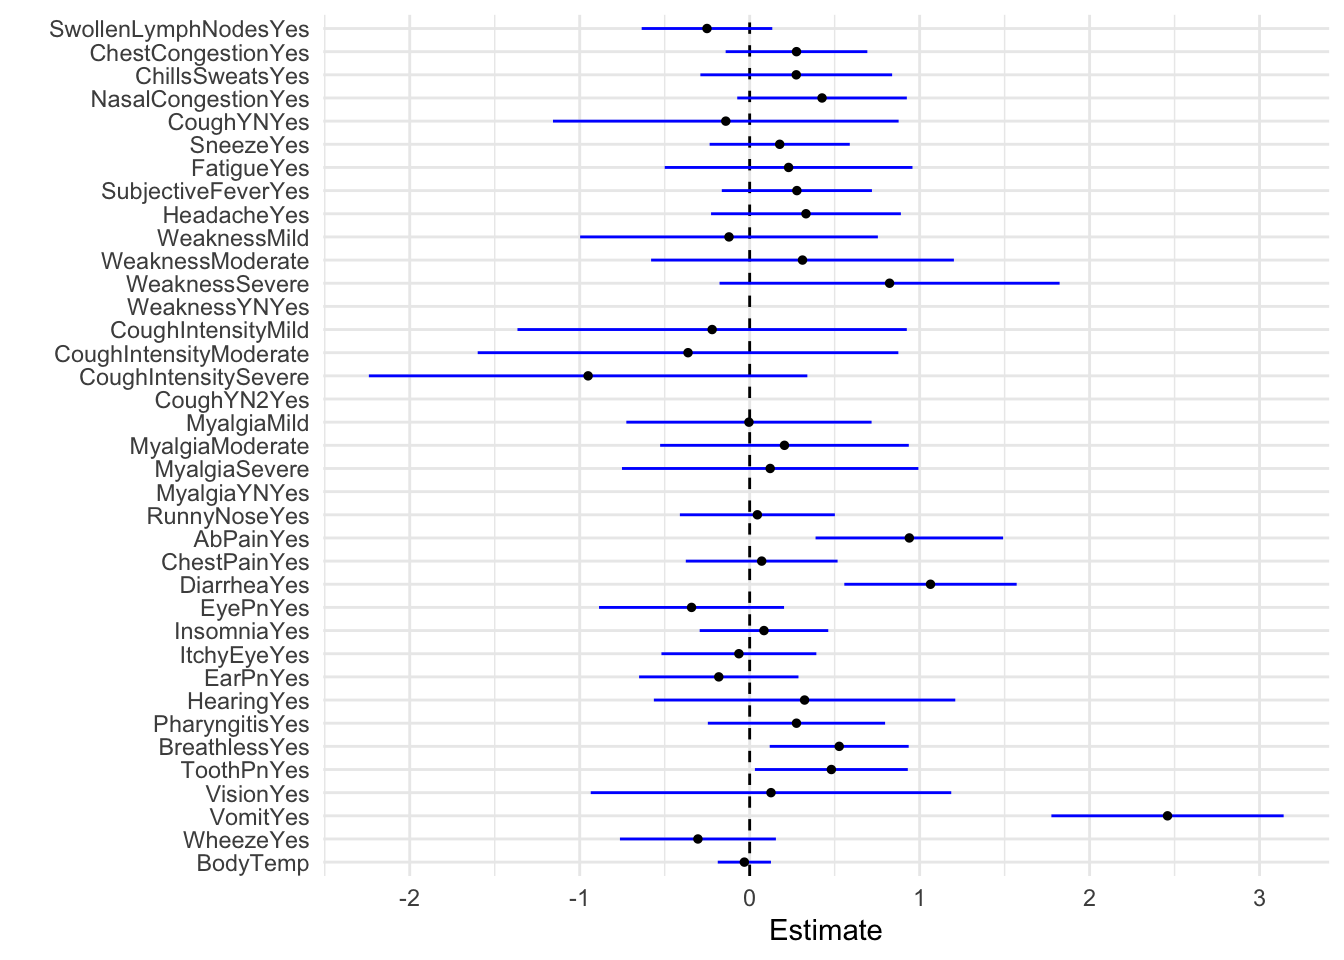 SwollenLymphNodesYes
ChestCongestionYes
ChillsSweatsYes
NasalCongestionYes
CoughYNYes
SneezeYes
FatigueYes
SubjectiveFeverYes
HeadacheYes
WeaknessMild
WeaknessModerate
WeaknessSevere
WeaknessYNYes
CoughIntensityMild
CoughIntensityModerate
CoughIntensitySevere
CoughYN2Yes
MyalgiaMild
MyalgiaModerate
MyalgiaSevere
MyalgiaYNYes
RunnyNoseYes
AbPainYes
ChestPainYes
DiarrheaYes
EyePnYes
InsomniaYes
ItchyEyeYes
EarPnYes
HearingYes
PharyngitisYes
BreathlessYes
ToothPnYes
VisionYes
VomitYes
WheezeYes
BodyTemp
-2 -1 0 1 2 3
Estimate